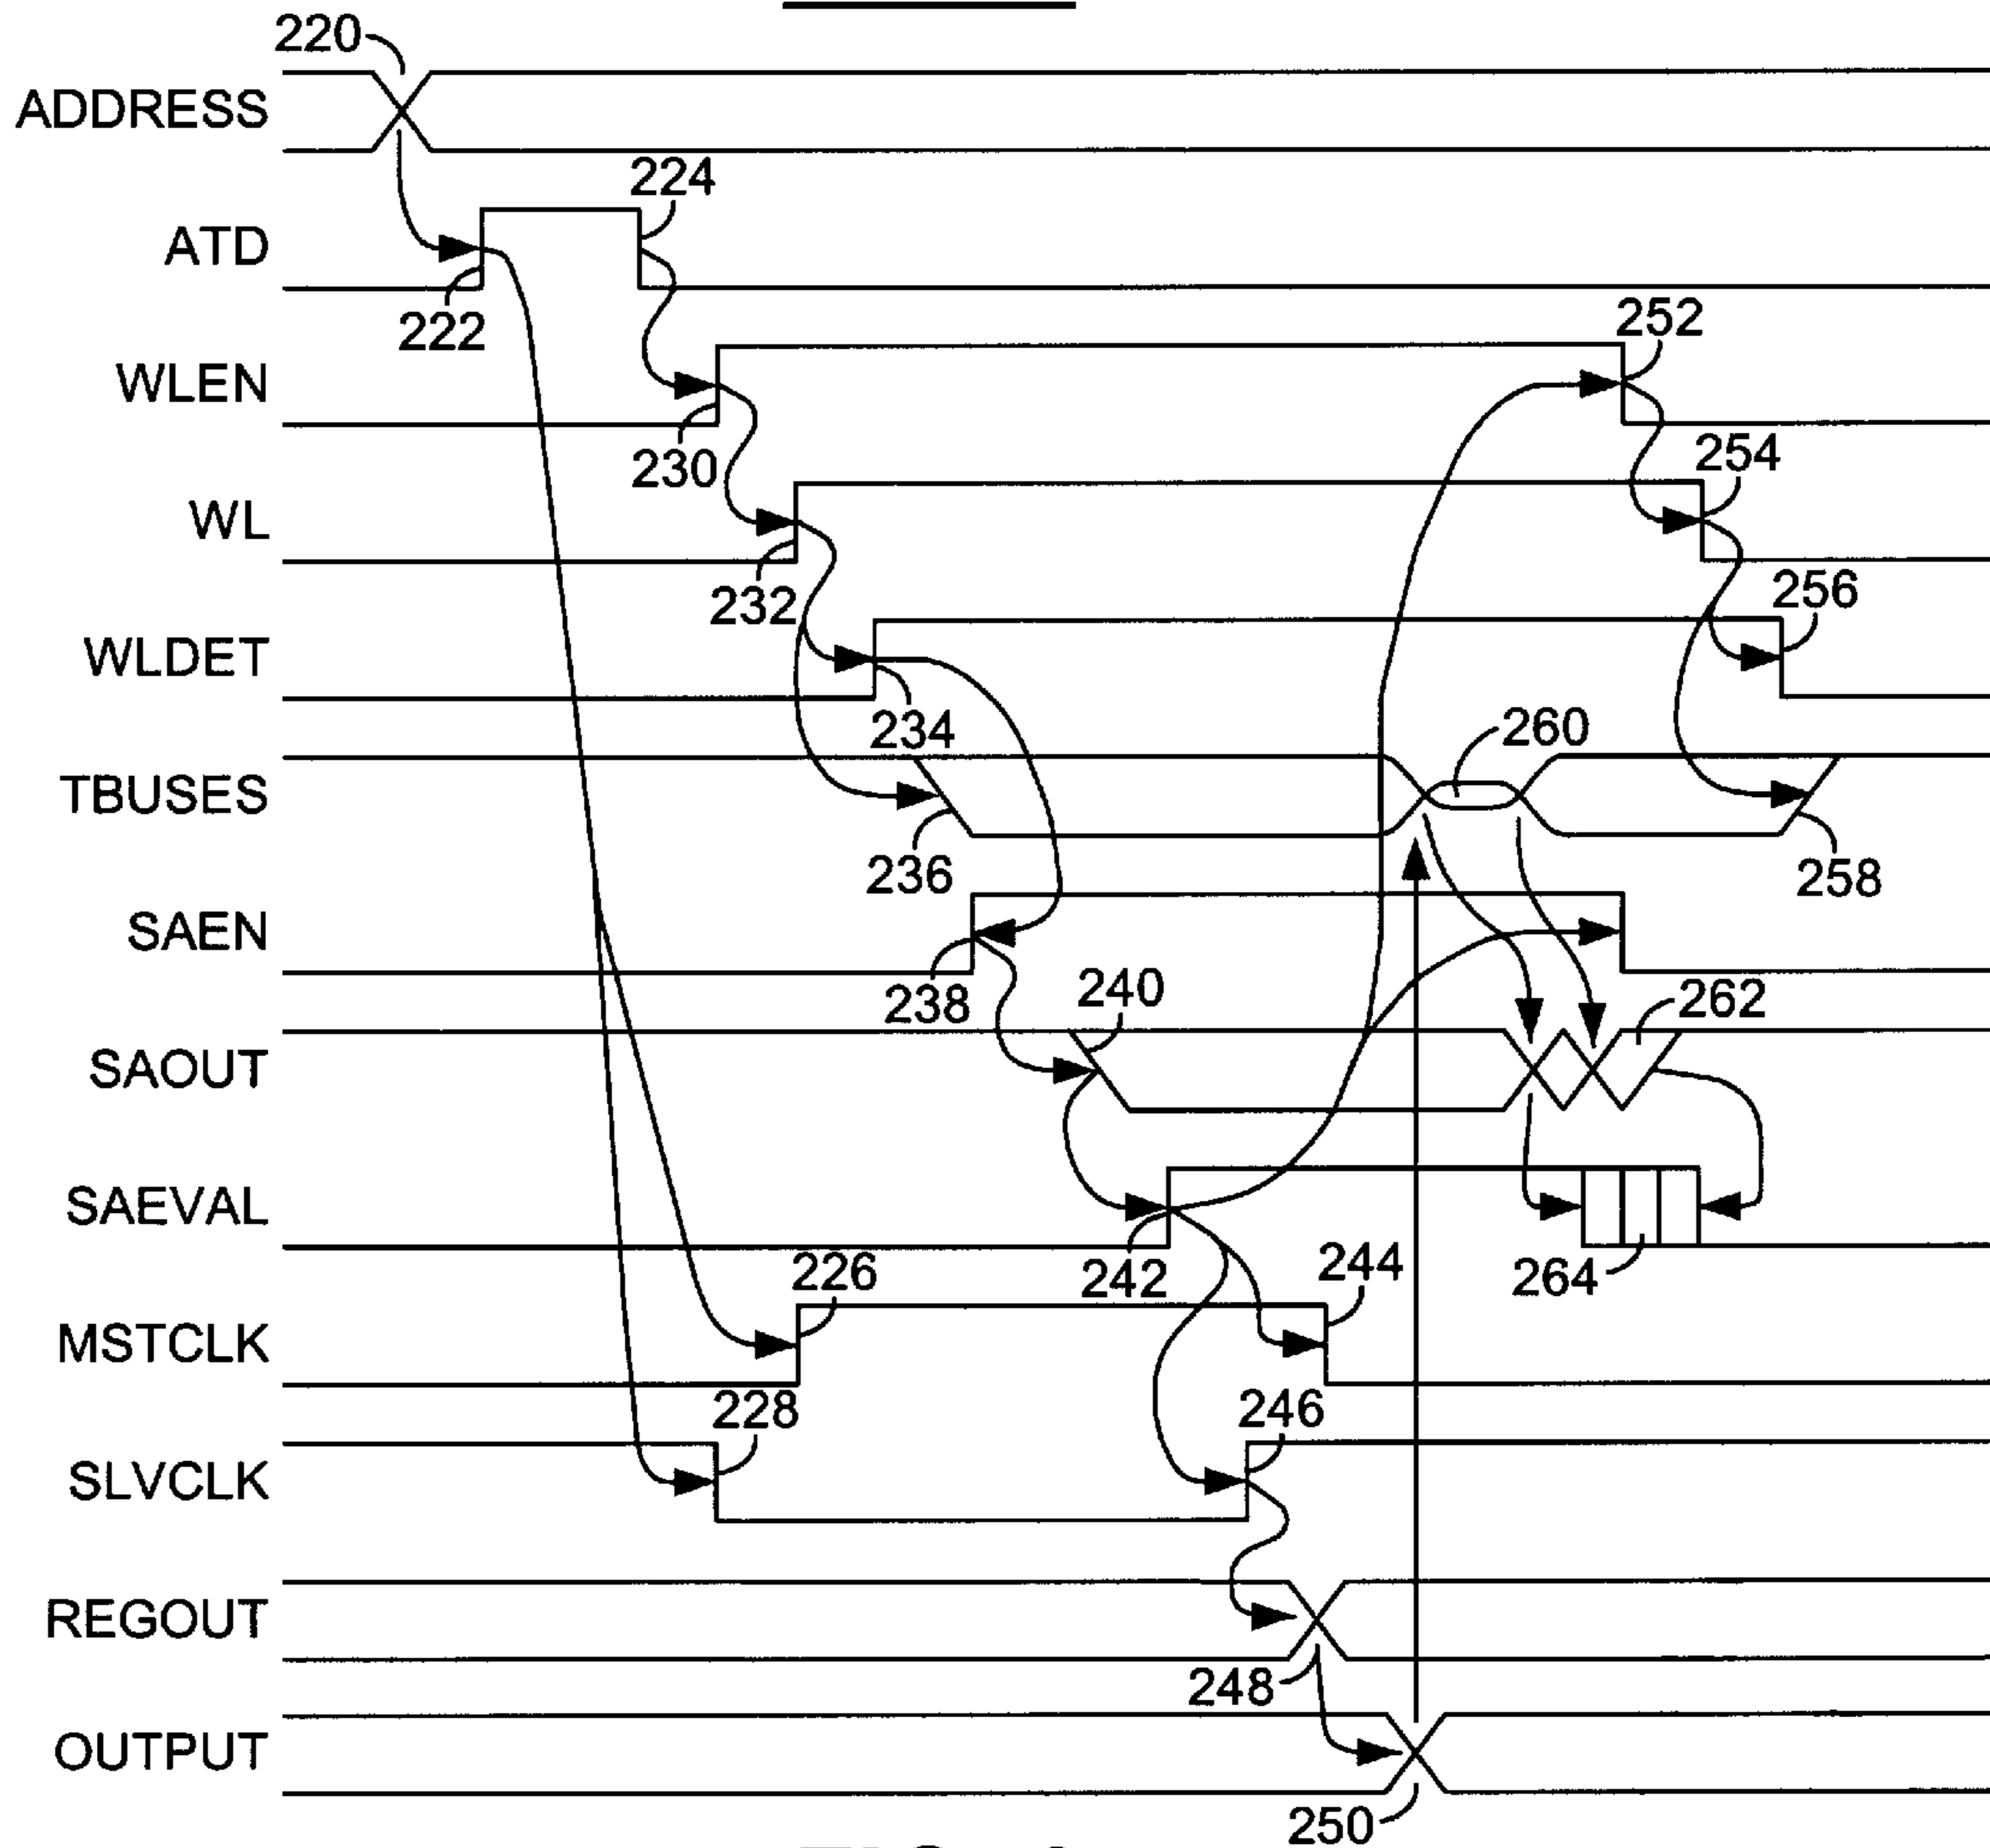 220
ADDRESS
224
ATD
222
252
WLEN
230
254
WL
232
256
WLDET
234
260
TBUSES
236
258
SAEN
238
240
262
SAOUT
SAEVAL
242
264
226
244
MSTCLK
228
246
SLVCLK
REGOUT
248
OUTPUT
250